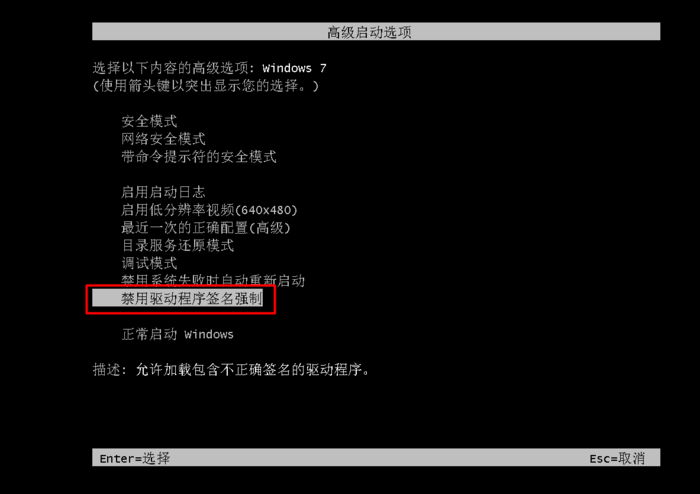 高级启动选项
选择以下内容的高级选项: Windows 7
(使用箭头键以突出显示您的选择。)
安全模式
网络安全模式
带命令提示符的安全模式
启用启动日志
启用低分辨率视频(640x480)
最近一次的正确配置(高级)
目录服务还原模式
调试模式
禁用系统失败时自动重新启动
禁用驱动程序签名强制
正常启动 Windows
描述: 允许加载包含不正确签名的驱动程序。
Enter=选择 Esc=取消